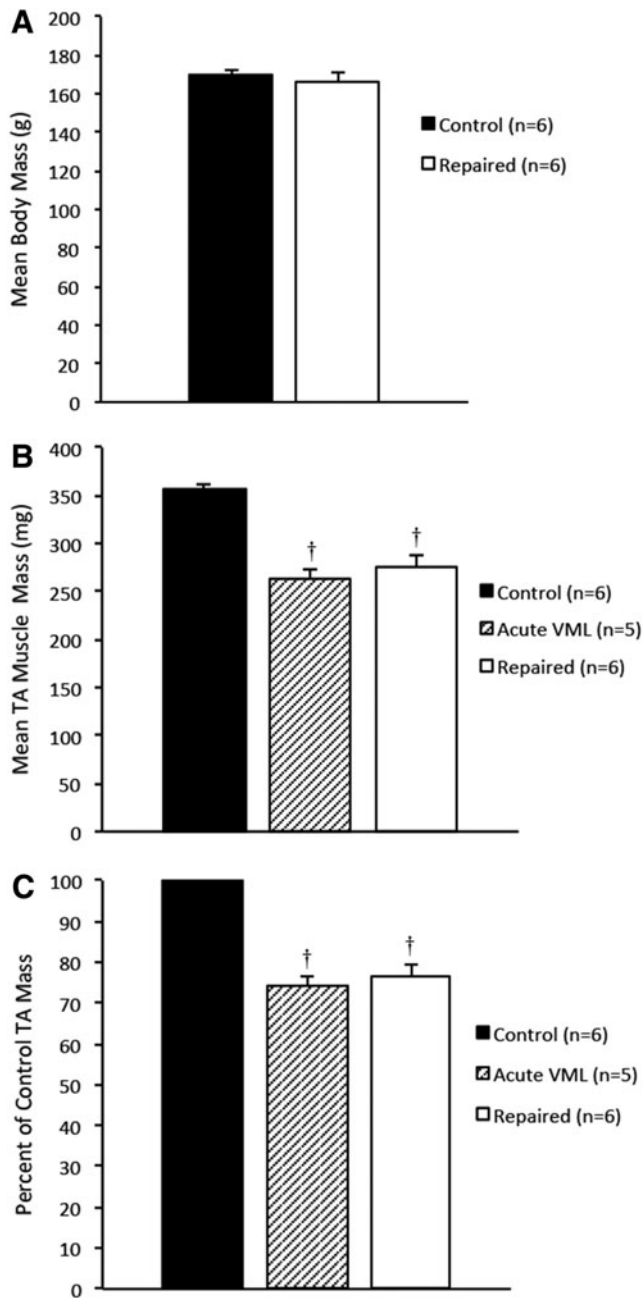 A
Mean Body Mass (g)
200
180
160
140
120
100
80
60
40
20
0
Control (n=6)
Repaired (n=6)
B
Mean TA Muscle Mass (mg)
400
350
300
250
200
150
100
50
0
†
†
Control (n=6)
Acute VML (n=5)
Repaired (n=6)
C
Percent of Control TA Mass
100
90
80
70
60
50
40
30
20
10
0
†
†
Control (n=6)
Acute VML (n=5)
Repaired (n=6)